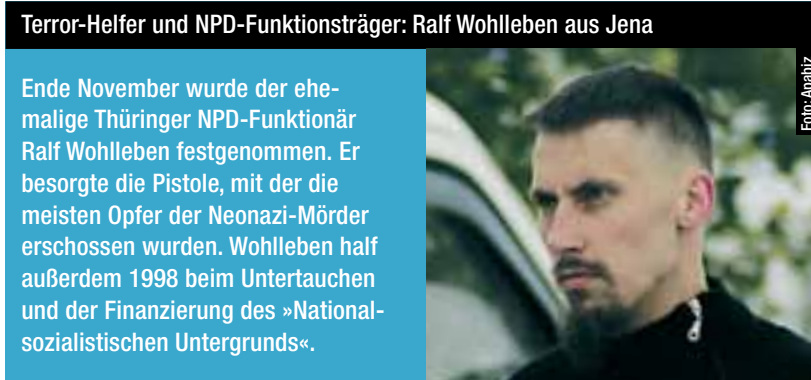 Terror-Helfer und NPD-Funktionsträger: Ralf Wohlleben aus Jena
Ende November wurde der ehe-
malige Thüringer NPD-Funktionär
Ralf Wohlleben festgenommen. Er
besorgte die Pistole, mit der die
meisten Opfer der Neonazi-Mörder
erschossen wurden. Wohlleben half
außerdem 1998 beim Untertauchen
und der Finanzierung des »National-
sozialistischen Untergrunds«.
Foto: Apabiz